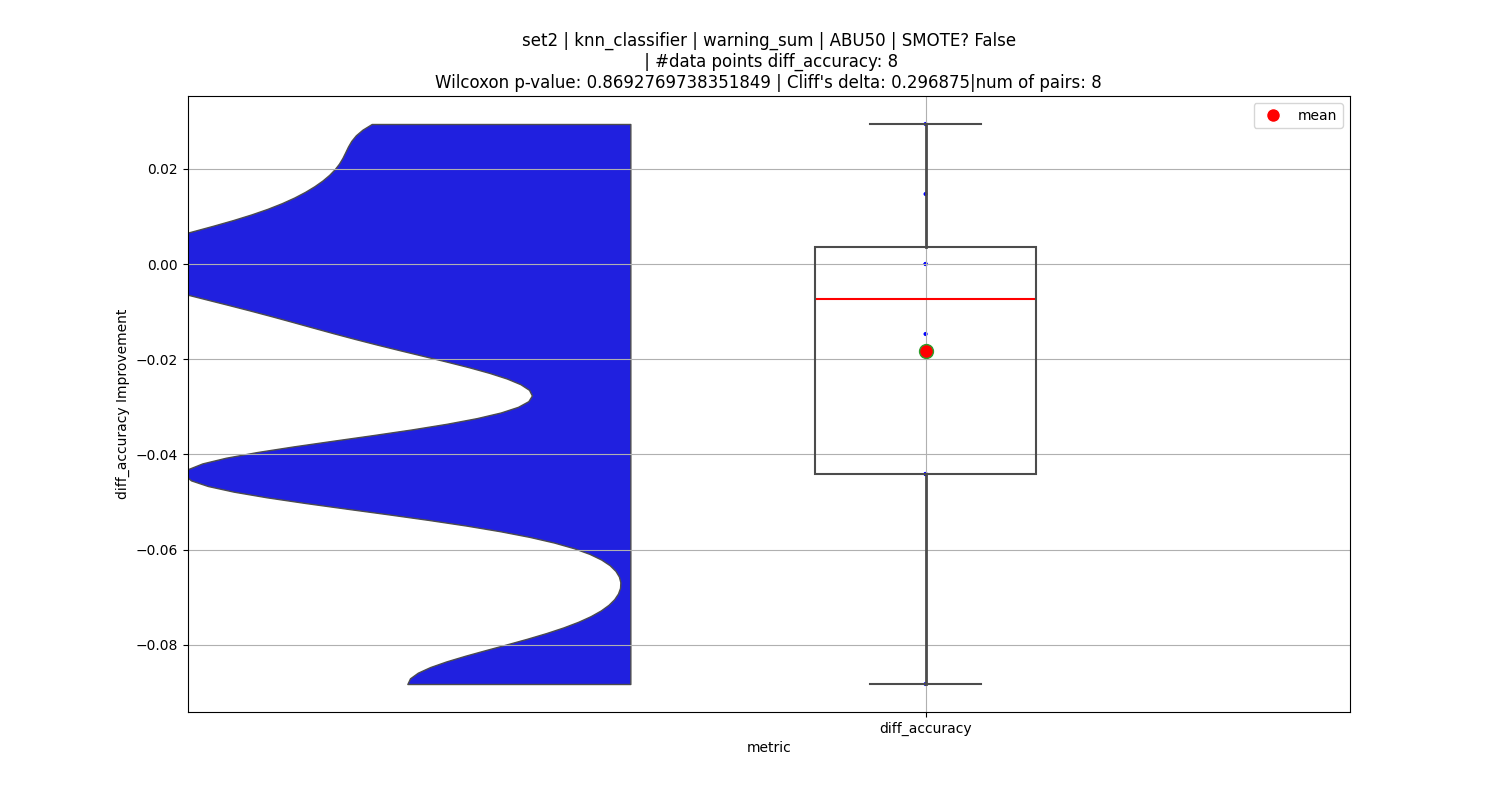 set2 | knn_classifier | warning_sum | ABU50 | SMOTE? False
| #data points diff_accuracy: 8
Wilcoxon p-value: 0.8692769738351849 | Cliff's delta: 0.296875|num of pairs: 8
mean
0.02
0.00
−0.02
−0.04
−0.06
−0.08
diff_accuracy Improvement
diff_accuracy
metric